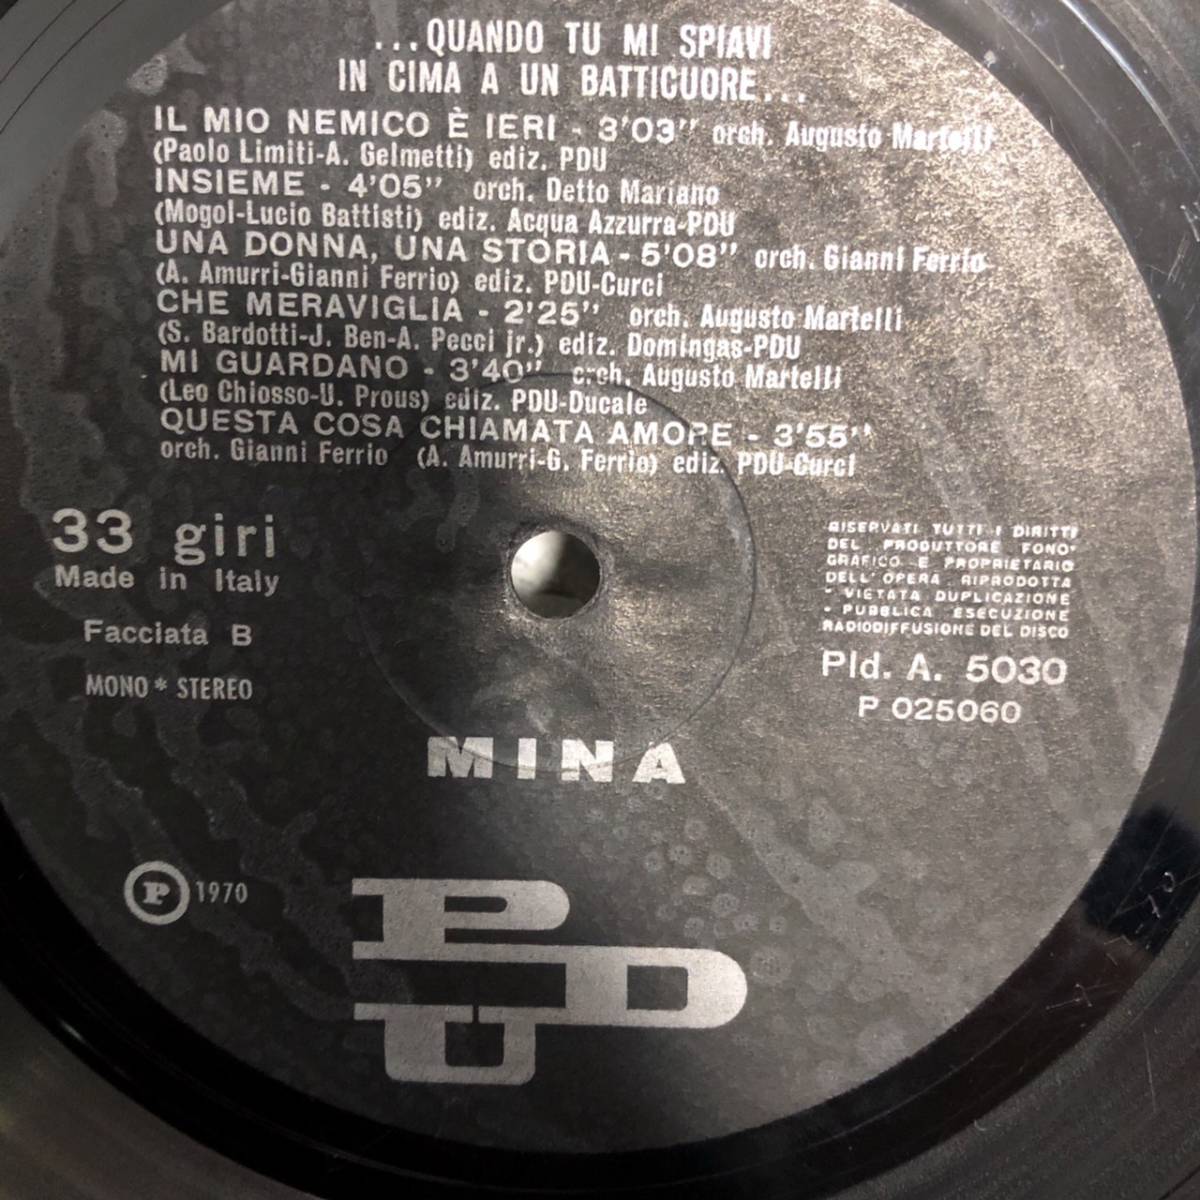 ...QUANDO TU MI SPIAVI
IN CIMA A UN BATTICUORE...
IL MIO NEMICO È IERI - 3'03" orch. Augusto Martelli
(Paolo Limiti-A. Gelmetti) ediz. PDU
INSIEME - 4'05" orch. Detto Mariano
(Mogol-Lucio Battisti) ediz. Acqua Azzurra-PDU
UNA DONNA, UNA STORIA - 5'08" orch. Gianni Ferrio
(A. Amurri-Gianni Ferrio) ediz. PDU-Curci
CHE MERAVIGLIA - 2'25" orch. Augusto Martelli
(S. Bardotti-J. Ben-A. Pecci jr.) ediz. Domingas-PDU
MI GUARDANO - 3'40" orch. Augusto Martelli
(Leo Chiosso-U. Prous) ediz. PDU-Ducale
QUESTA COSA CHIAMATA AMORE - 3'55"
orch. Gianni Ferrio (A. Amurri-G. Ferrio) ediz. PDU-Curci
33 giri
Made in Italy
Facciata B
MONO * STEREO
RISERVATI TUTTI I DIRITTI
DEL PRODUTTORE FONO-
GRAFICO E PROPRIETARIO
DELL'OPERA RIPRODOTTA
- VIETATA DUPLICAZIONE
- PUBBLICA ESECUZIONE
RADIODIFFUSIONE DEL DISCO
Pld. A. 5030
P 025060
MINA
Ⓟ 1970
PDU